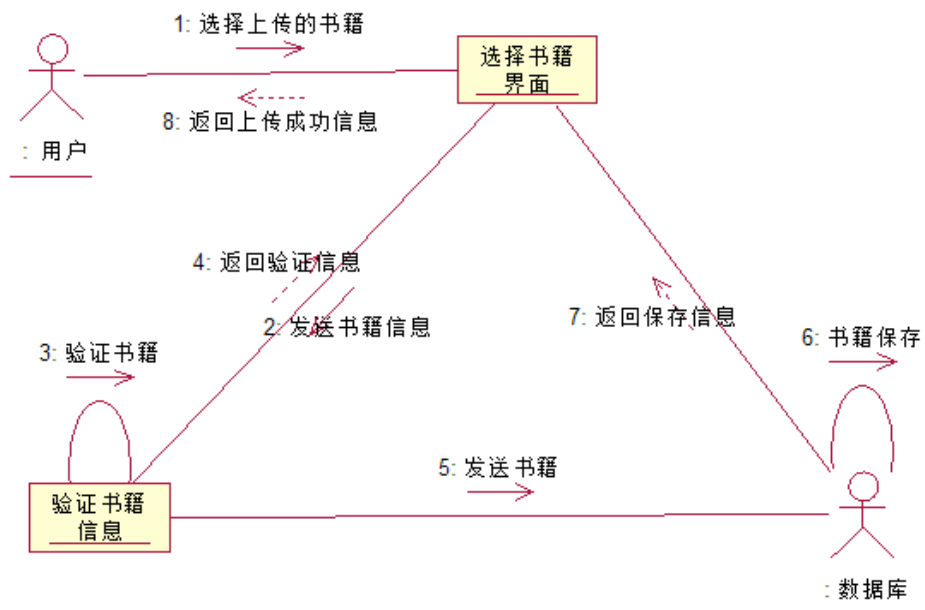 1: 选择上传的书籍
选择书籍
界面
8: 返回上传成功信息
: 用户
4: 返回验证信息
2: 发送书籍信息
7: 返回保存信息
3: 验证书籍
6: 书籍保存
5: 发送书籍
验证书籍
信息
: 数据库